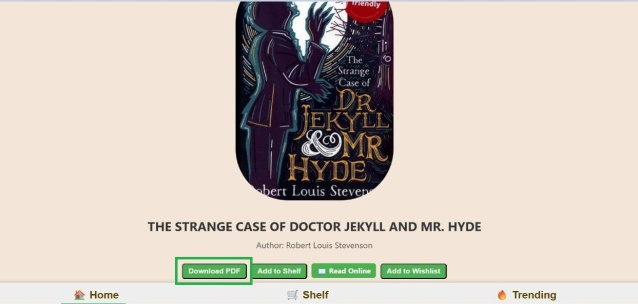 friendly
The
Strange
Case of
DR
JEKYLL
& MR
HYDE
obert Louis Steven
THE STRANGE CASE OF DOCTOR JEKYLL AND MR. HYDE
Author: Robert Louis Stevenson
Download PDF Add to Shelf Read Online Add to Wishlist
Home Shelf Trending